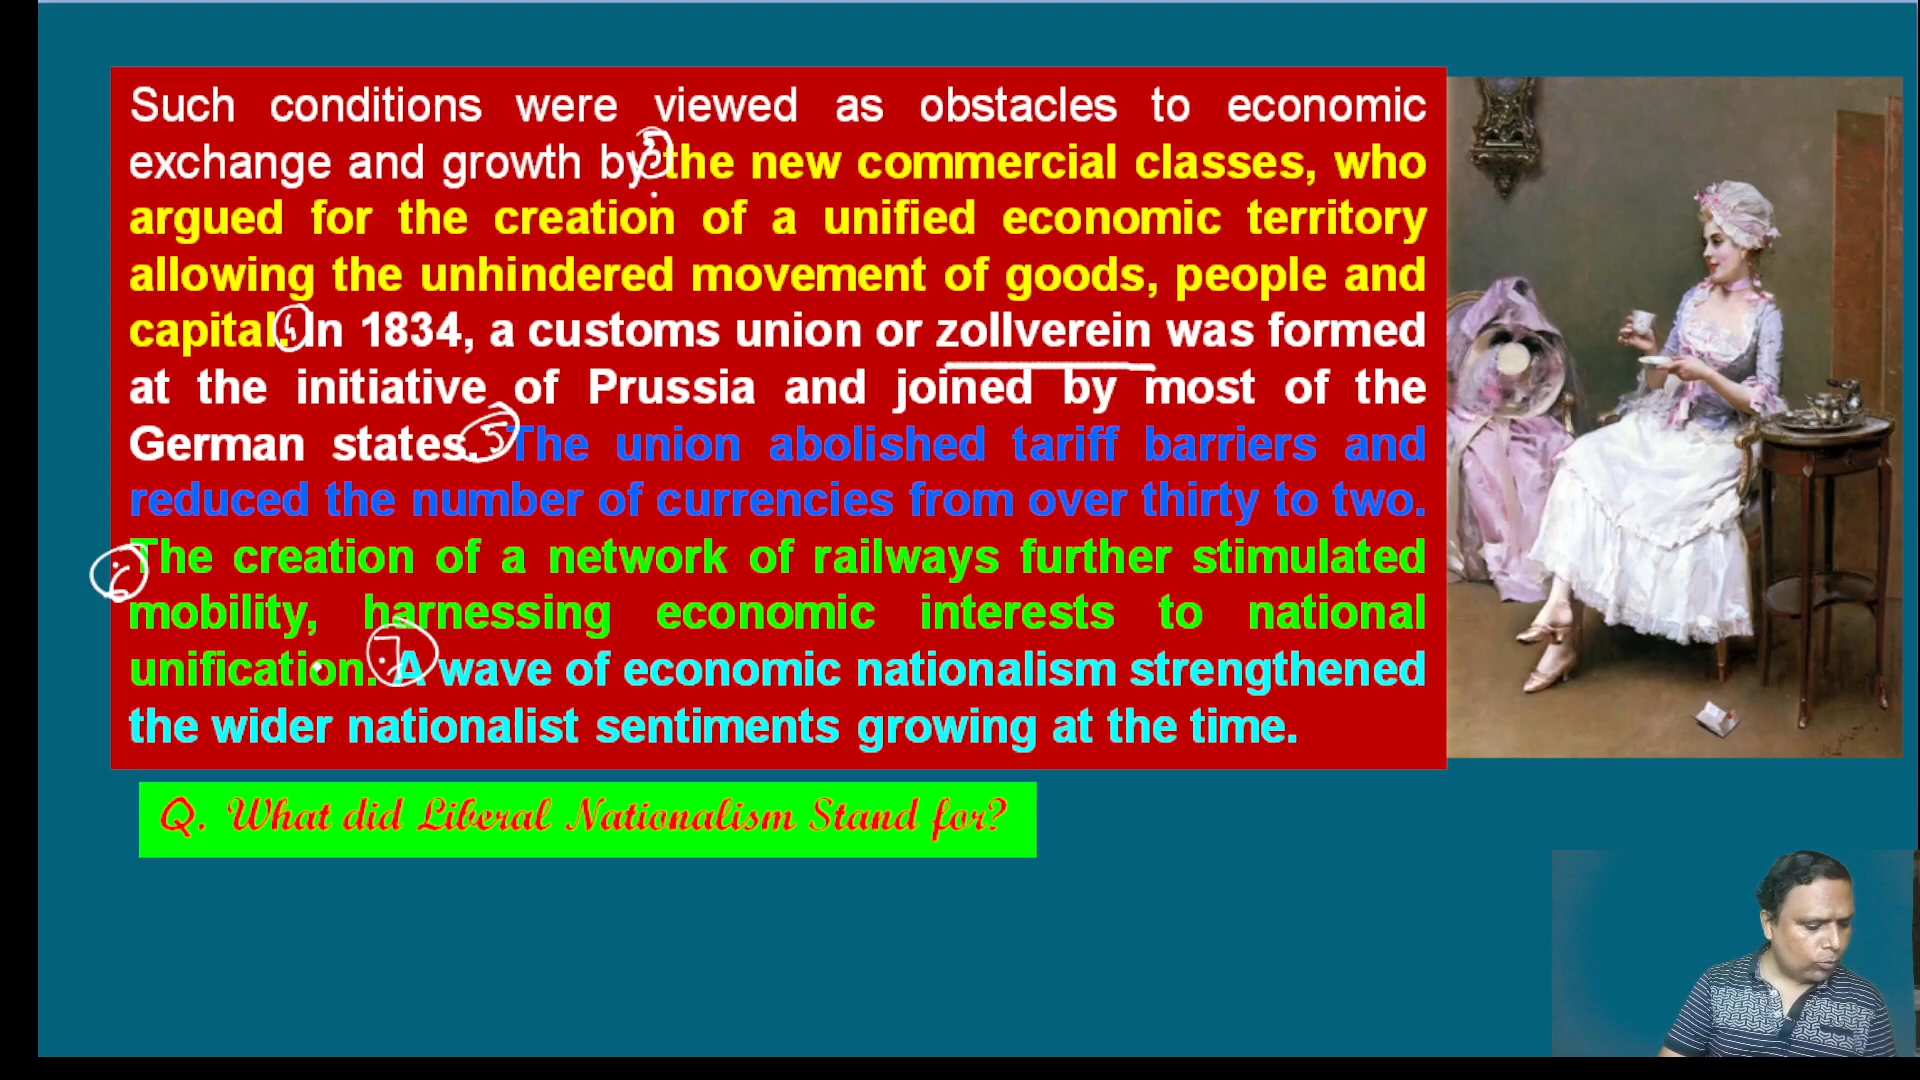 Such conditions were viewed as obstacles to economic
exchange and growth by 3 the new commercial classes, who
argued for the creation of a unified economic territory
allowing the unhindered movement of goods, people and
capital. 4 In 1834, a customs union or zollverein was formed
at the initiative of Prussia and joined by most of the
German states. 5 The union abolished tariff barriers and
reduced the number of currencies from over thirty to two.
6 The creation of a network of railways further stimulated
mobility, harnessing economic interests to national
unification. 7 A wave of economic nationalism strengthened
the wider nationalist sentiments growing at the time.
Q. What did Liberal Nationalism Stand for?